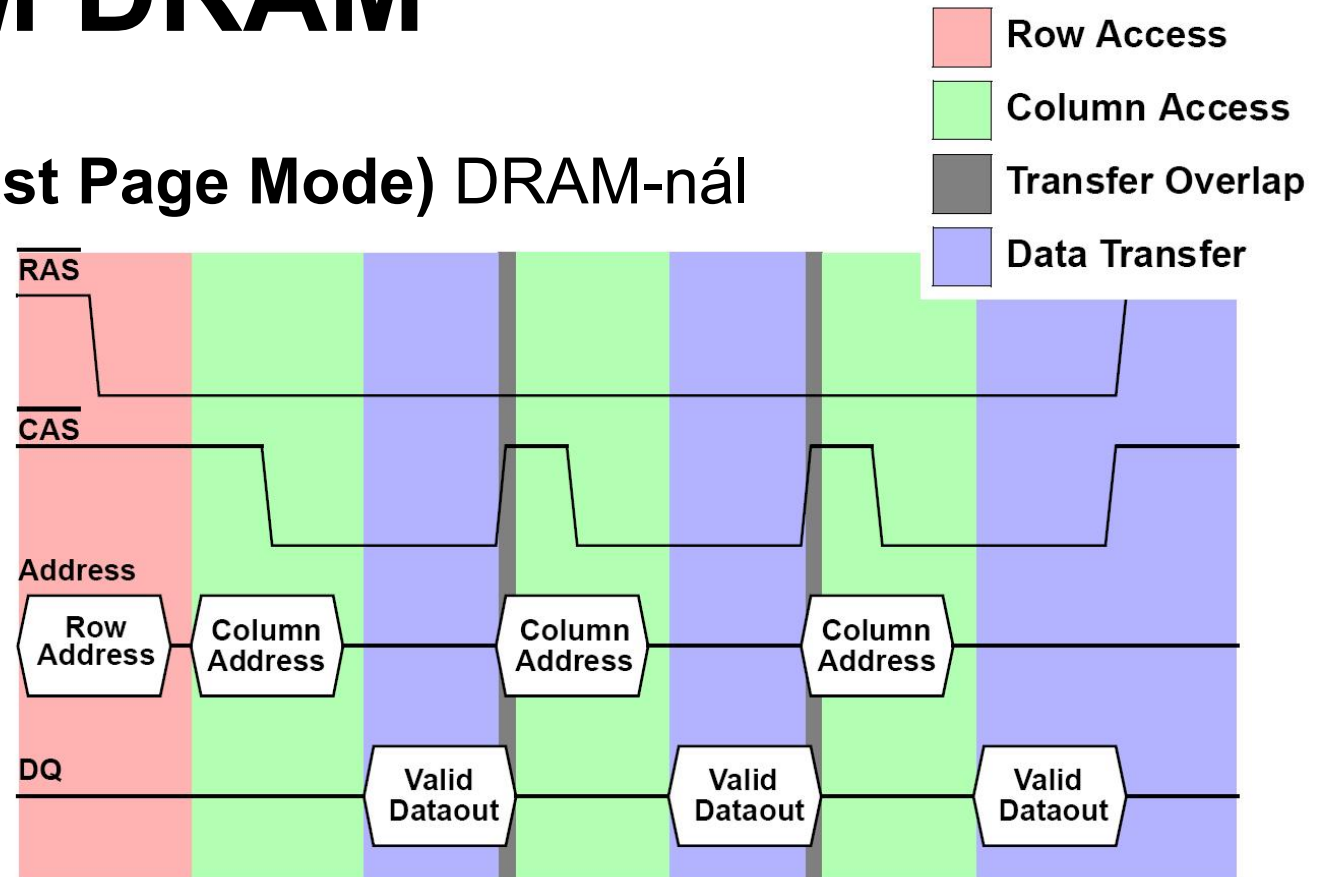 DRAM
Row Access
Column Access
st Page Mode) DRAM-nál
Transfer Overlap
Data Transfer
RAS
CAS
Address
Row
Address
Column
Address
Column
Address
Column
Address
DQ
Valid
Dataout
Valid
Dataout
Valid
Dataout